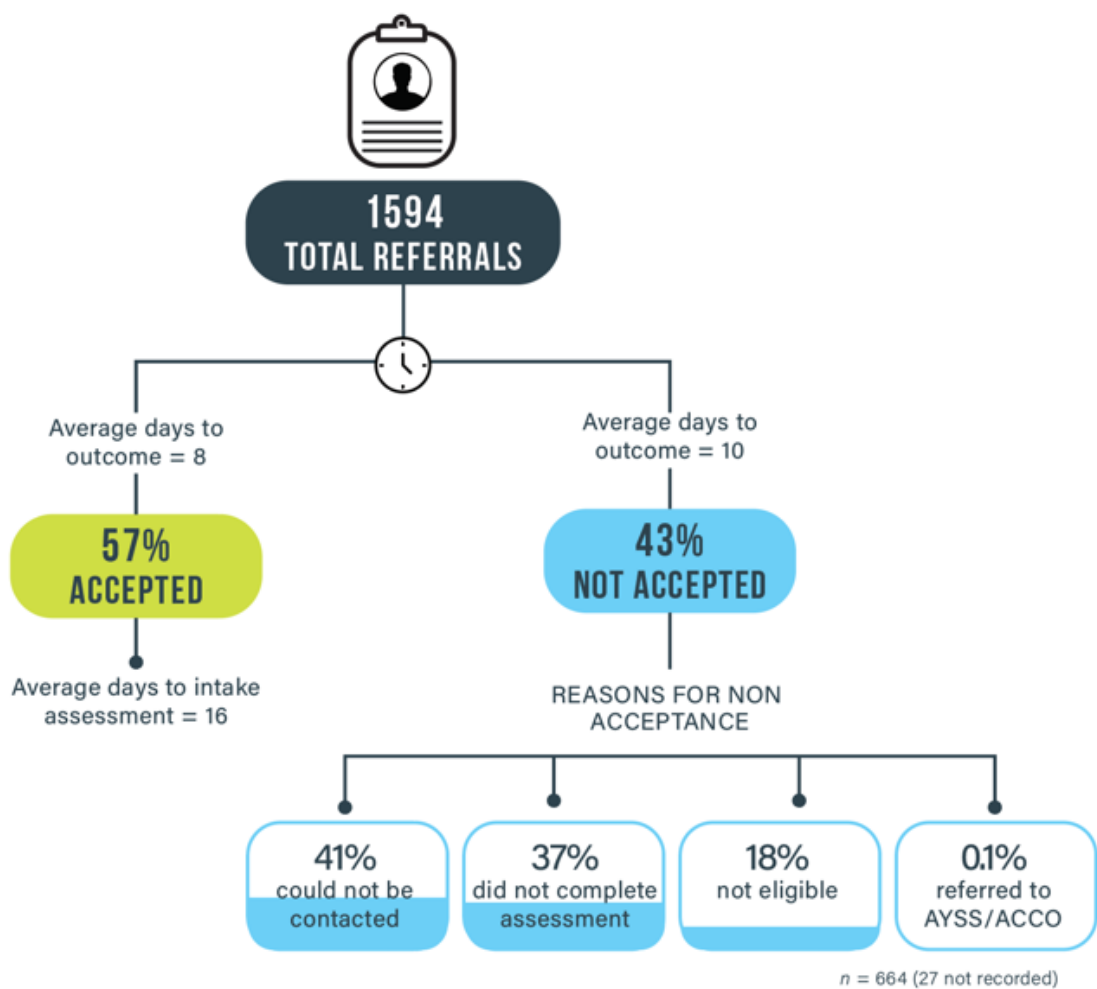 1594
TOTAL REFERRALS
Average days to
outcome = 8
Average days to
outcome = 10
57%
ACCEPTED
43%
NOT ACCEPTED
Average days to intake
assessment = 16
REASONS FOR NON
ACCEPTANCE
41%
could not be
contacted
37%
did not complete
assessment
18%
not eligible
0.1%
referred to
AYSS/ACCO
n = 664 (27 not recorded)